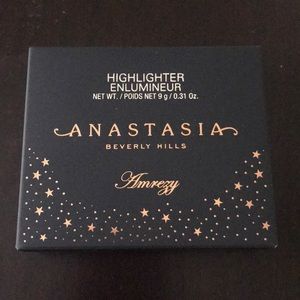 HIGHLIGHTER
ENLUMINEUR
NET WT. / POIDS NET 9 g / 0.31 Oz.
ANASTASIA
BEVERLY HILLS
Amrezy